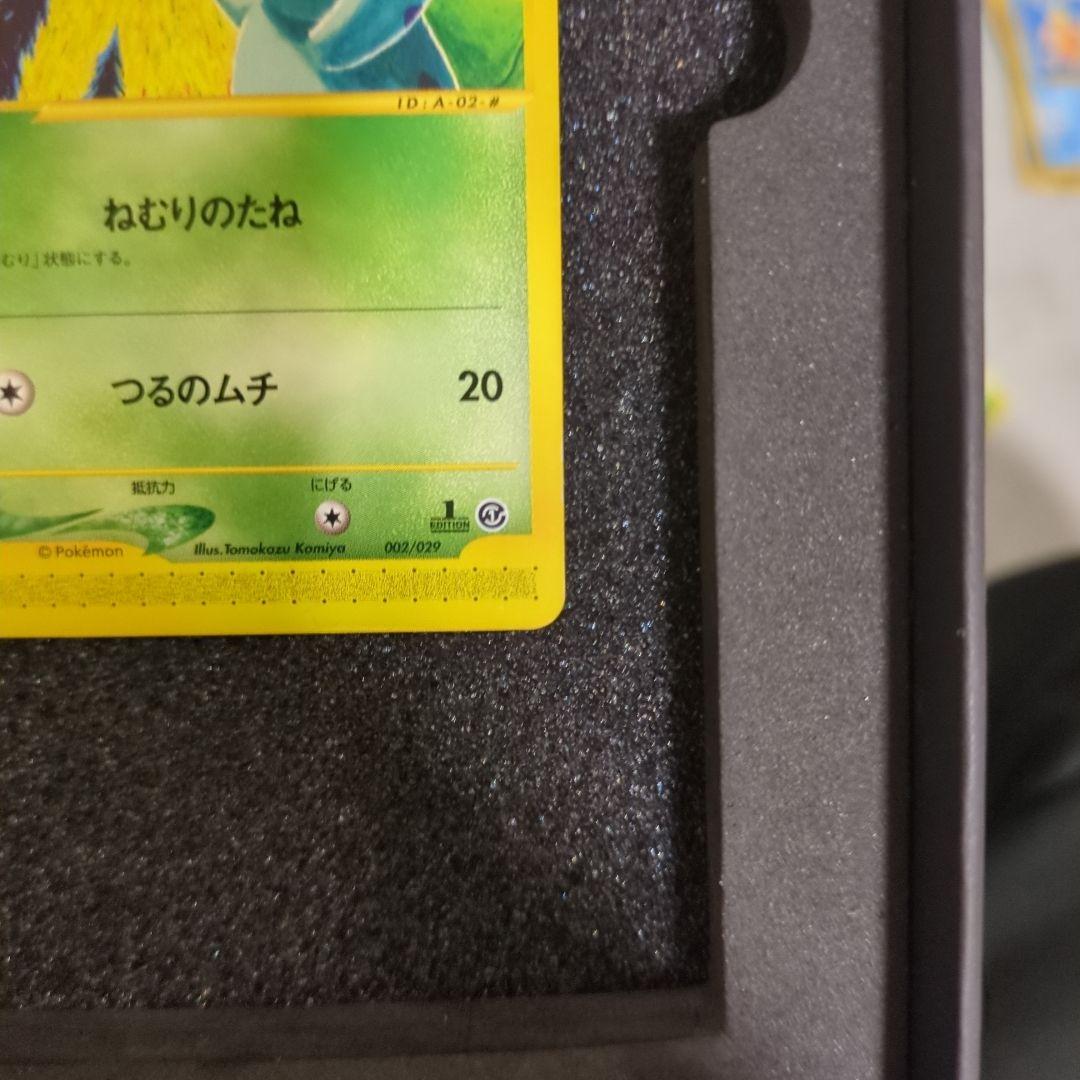 ID:A-02-#
ねむりのたね
むり」状態にする。
つるのムチ 20
抵抗力 にげる
1 EDITION
© Pokémon Illus.Tomokazu Komiya 002/029